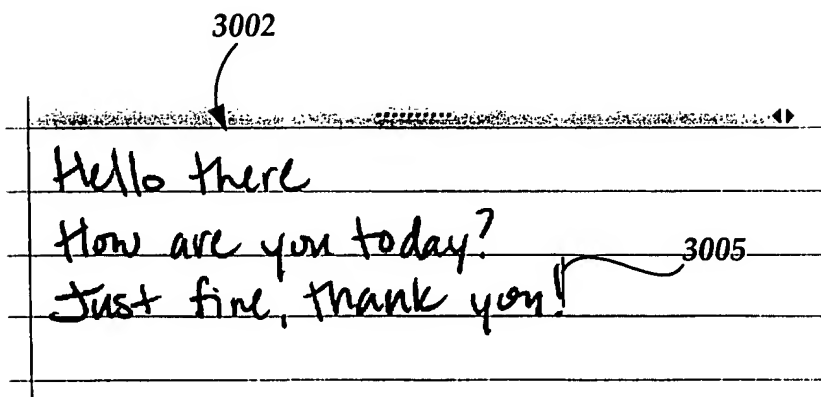 3002
Hello there
How are you today?
3005
Just fine, thank you!